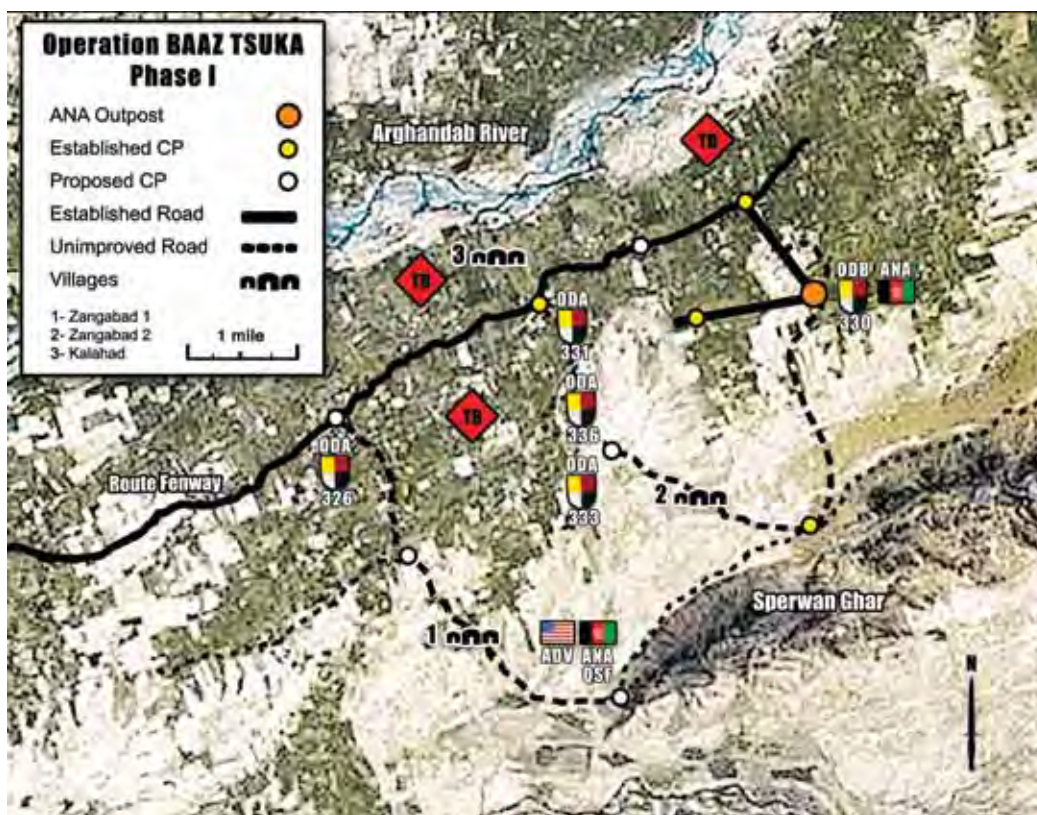 Operation BAAZ TSUKA
Phase I
ANA Outpost
Established CP
Proposed CP
Established Road
Unimproved Road
Villages
1- Zangabad 1
2- Zangabad 2
3- Kalahad
1 mile
Arghandab River
TB
3
TB
ODB
ANA
330
ODA
331
TB
ODA
336
ODA
326
ODA
333
Route Fenway
2
Sperwan Ghar
1
ADV
ANA
QSF
N